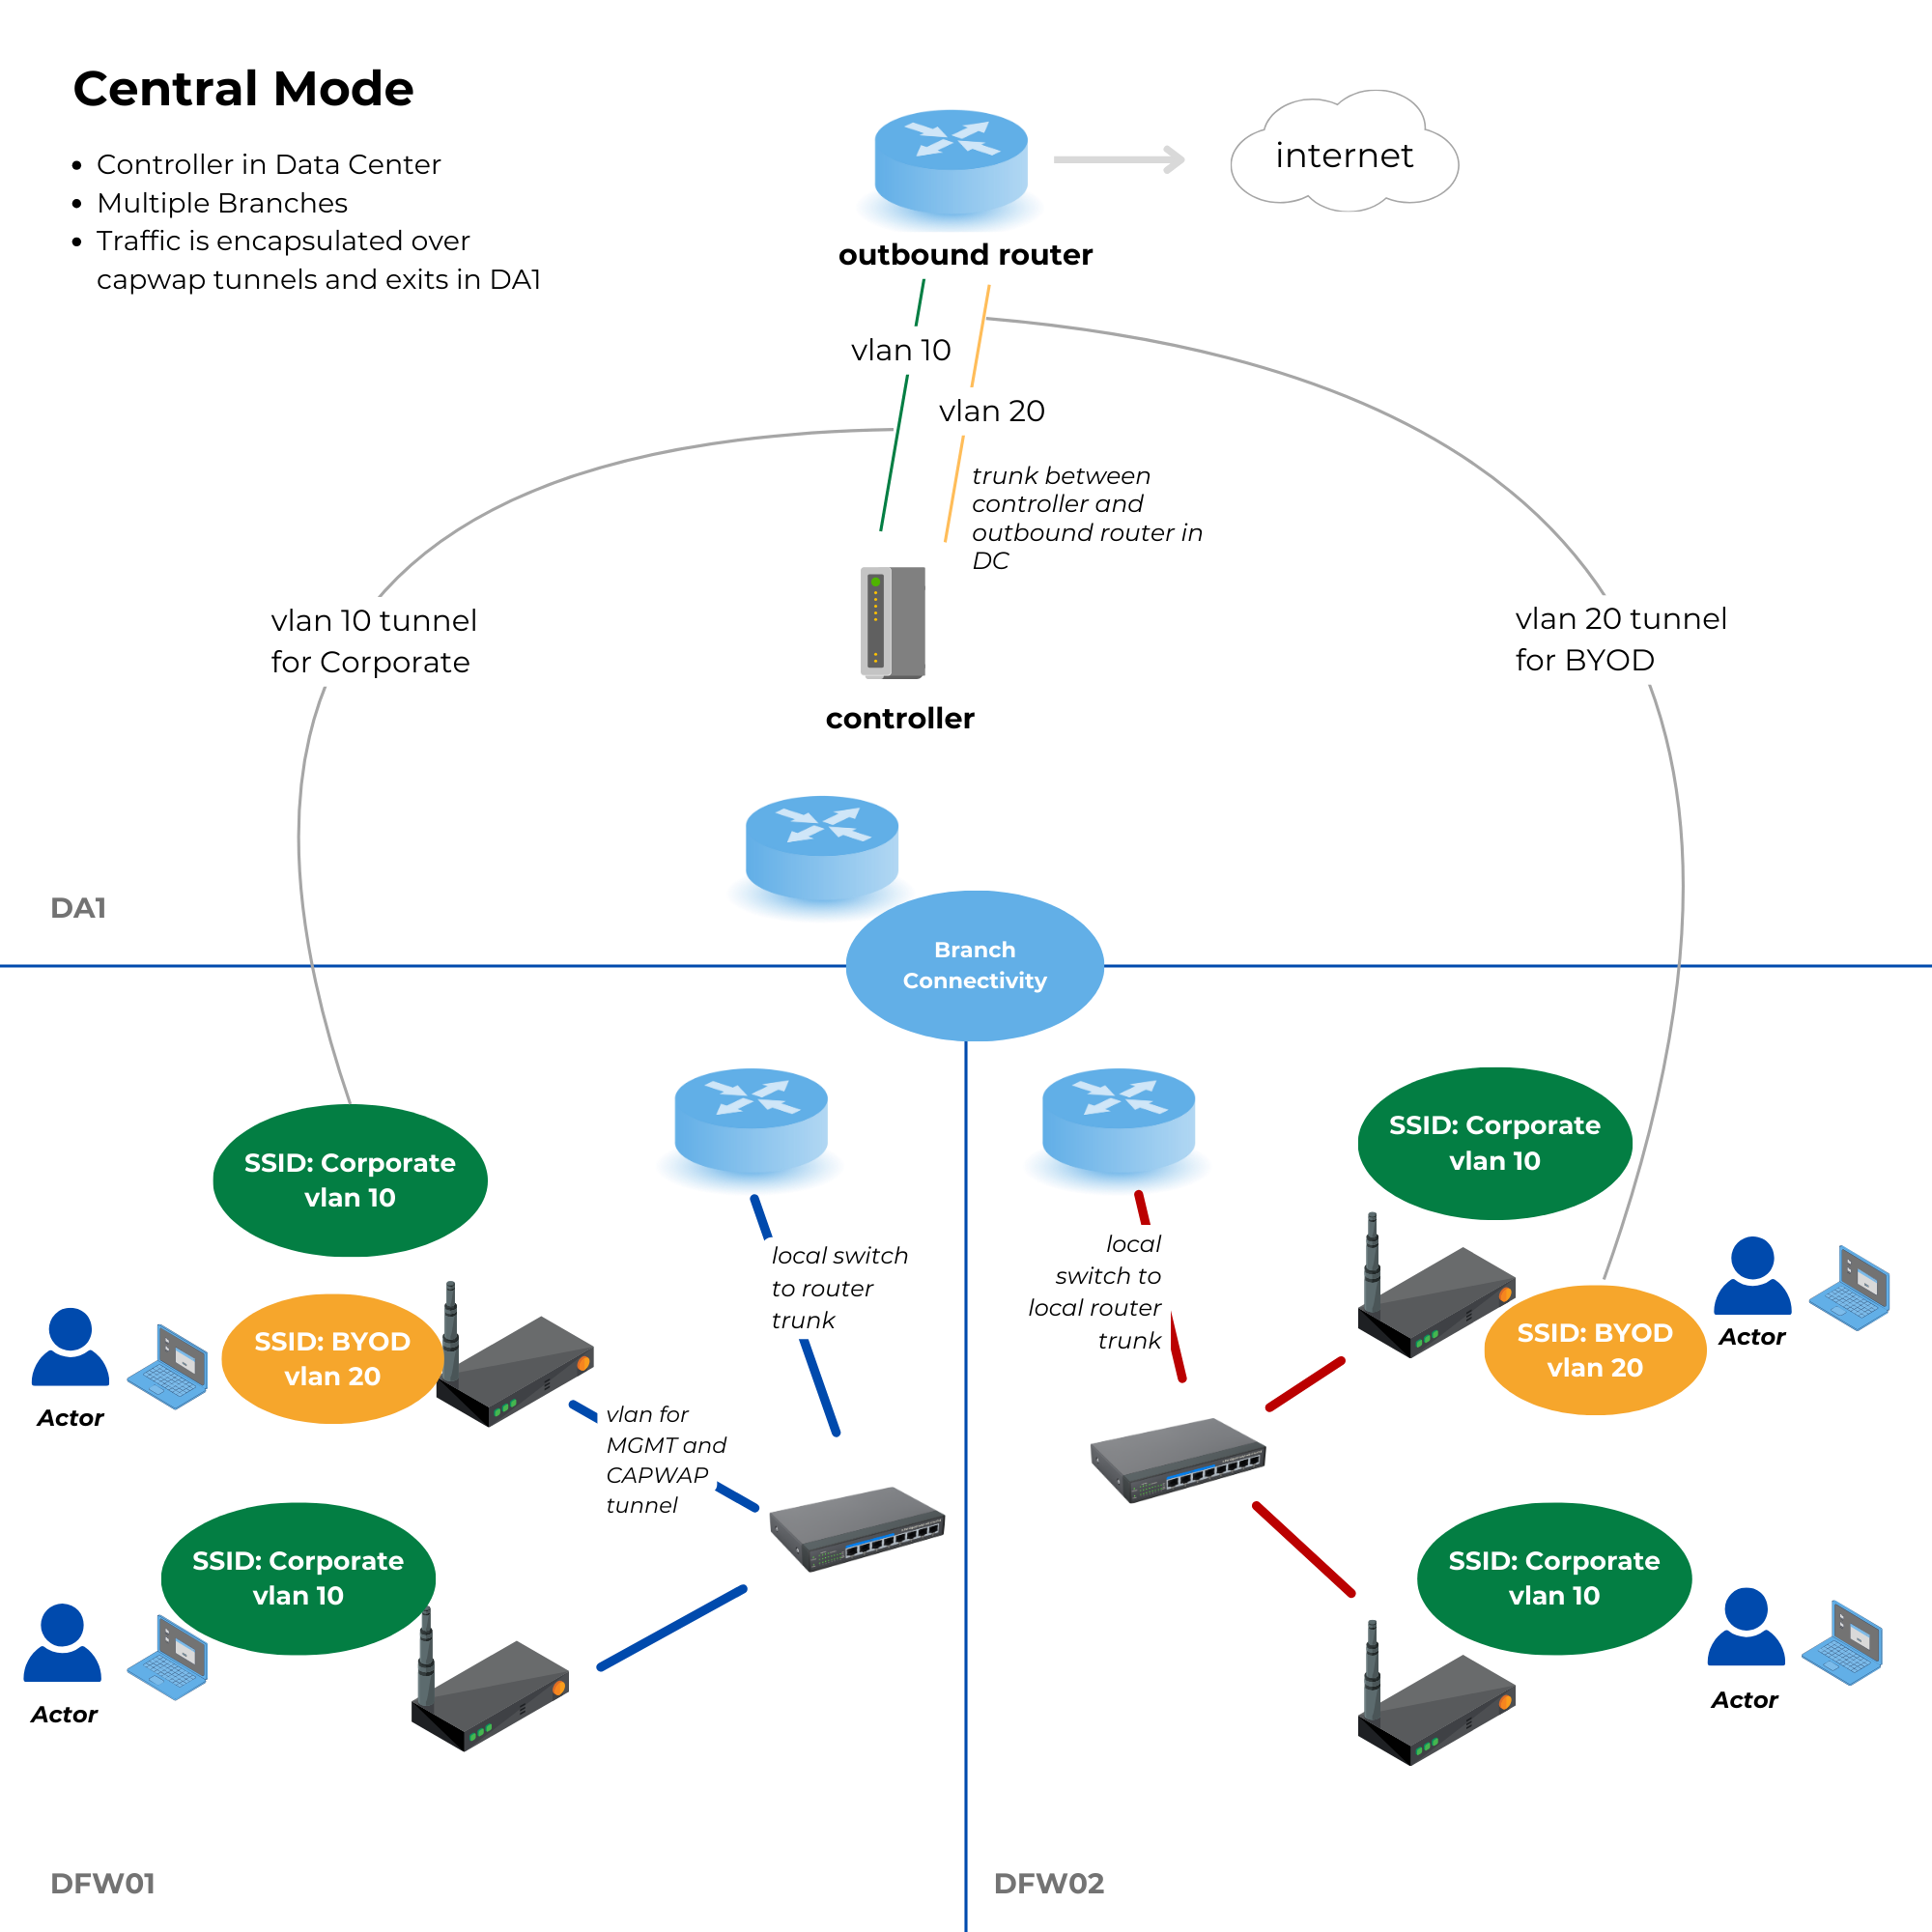 Central Mode
• Controller in Data Center
• Multiple Branches
• Traffic is encapsulated over
capwap tunnels and exits in DA1
internet
outbound router
vlan 10
vlan 20
trunk between
controller and
outbound router in
DC
vlan 10 tunnel
for Corporate
vlan 20 tunnel
for BYOD
controller
DA1
Branch
Connectivity
SSID: Corporate
vlan 10
local switch
to router
trunk
SSID: BYOD
vlan 20
Actor
vlan for
MGMT and
CAPWAP
tunnel
SSID: Corporate
vlan 10
Actor
DFW01
SSID: Corporate
vlan 10
local
switch to
local router
trunk
SSID: BYOD
vlan 20
Actor
SSID: Corporate
vlan 10
Actor
DFW02